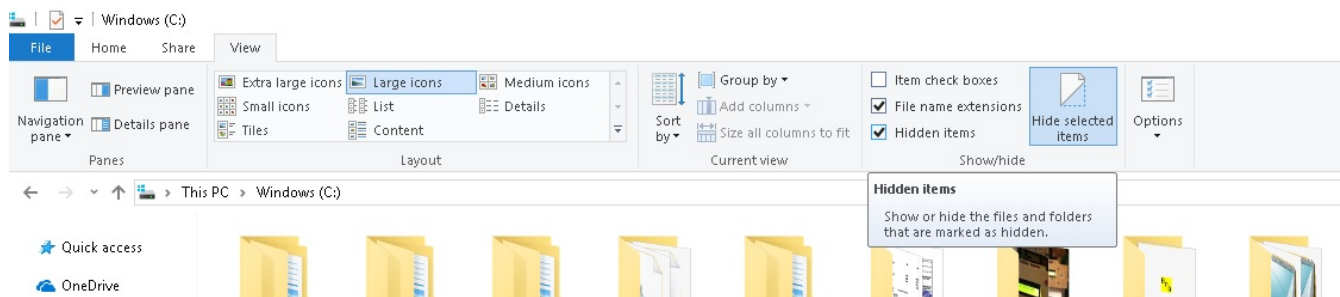 Windows (C:)
File Home Share View
Navigation pane
Preview pane
Details pane
Panes
Extra large icons Large icons Medium icons
Small icons List Details
Tiles Content
Layout
Sort by
Group by
Add columns
Size all columns to fit
Current view
Item check boxes
File name extensions
Hidden items
Hide selected items
Show/hide
Options
This PC > Windows (C:)
Hidden items
Show or hide the files and folders
that are marked as hidden.
Quick access
OneDrive